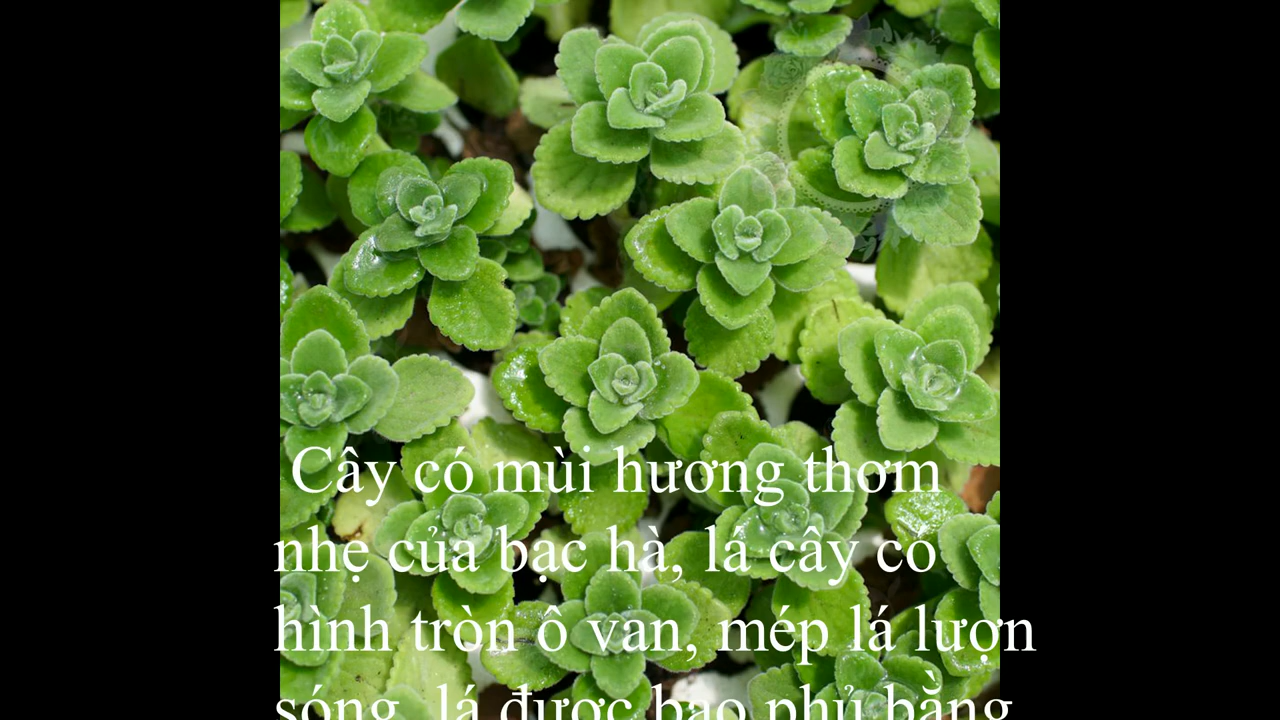 Cây có mùi hương thơm
nhẹ của bạc hà, lá cây có
hình tròn ô van, mép lá lượn
sóng, lá được bao phủ bằng